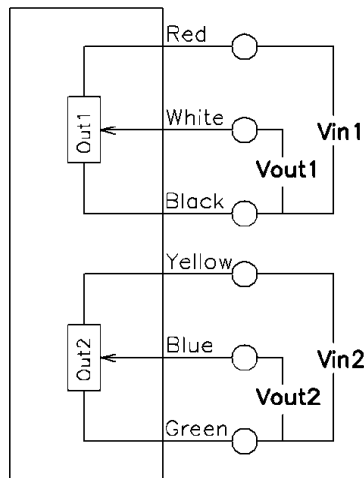 Red
Out1
White
Vin1
Vout1
Black
Yellow
Out2
Blue
Vin2
Vout2
Green